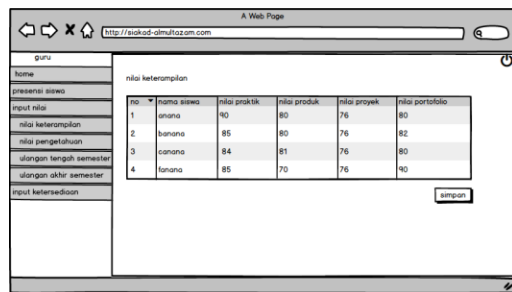 A Web Page
http://siakad-almultazam.com
guru
home
presensi siswa
input nilai
nilai keterampilan
nilai pengetahuan
ulangan tengah semester
ulangan akhir semester
input ketersediaan
nilai keterampilan
no nama siswa nilai praktik nilai produk nilai proyek nilai portofolio
1 anana 90 80 76 80
2 banana 85 80 76 82
3 canana 84 81 76 80
4 fanana 85 70 76 90
simpan